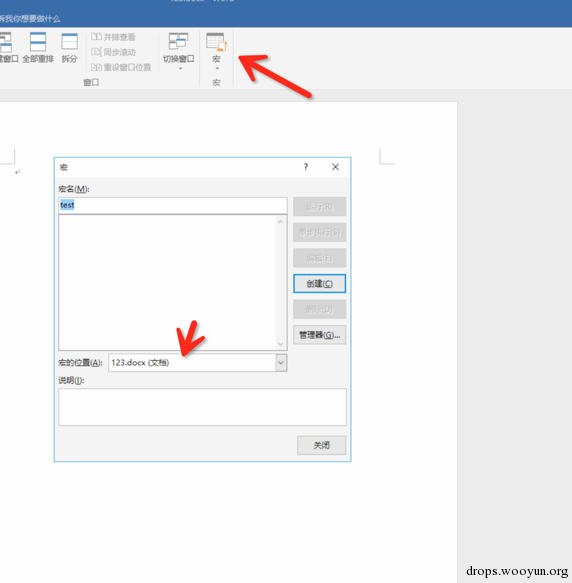 诉我你想要做什么
建窗口 全部重排 拆分
并排查看
同步滚动
重设窗口位置
切换窗口
宏
窗口
宏
宏 ?
宏名(M):
test
运行(R)
单步执行(S)
编辑(E)
创建(C)
删除(D)
管理器(G)...
宏的位置(A): 123.docx (文档)
说明(I):
关闭
drops.wooyun.org